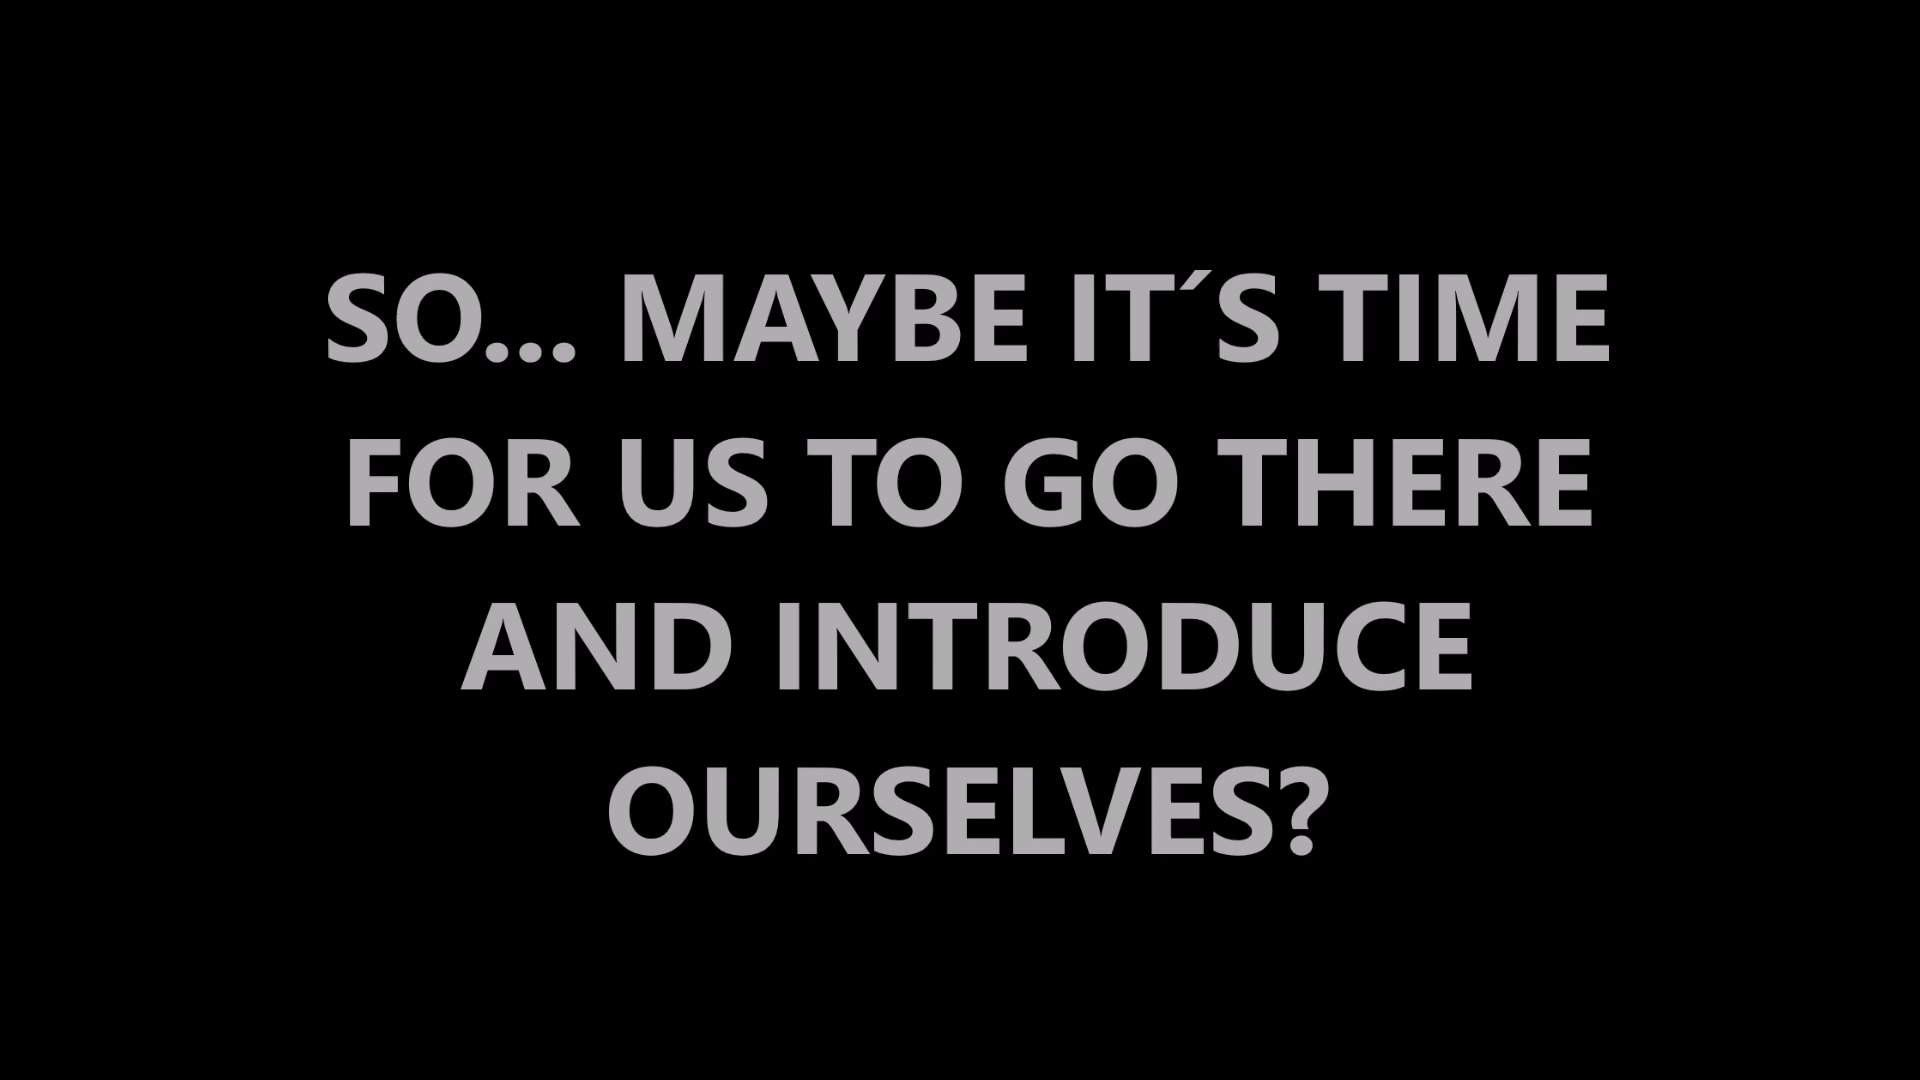 SO... MAYBE IT´S TIME
FOR US TO GO THERE
AND INTRODUCE
OURSELVES?